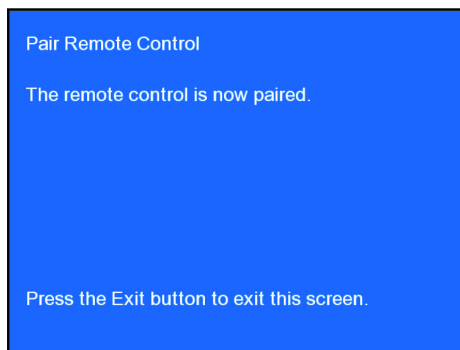 Pair Remote Control
The remote control is now paired.
Press the Exit button to exit this screen.